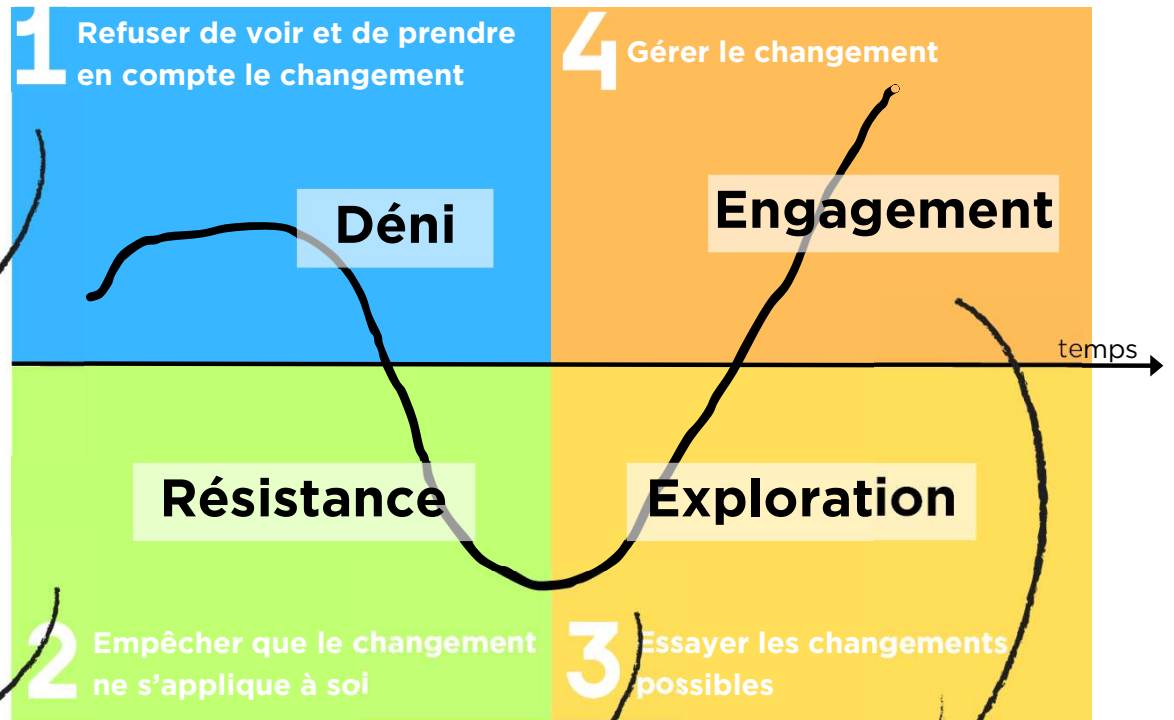 1 Refuser de voir et de prendre
en compte le changement
Déni
4 Gérer le changement
Engagement
temps
Résistance
2 Empêcher que le changement
ne s'applique à soi
Exploration
3 Essayer les changements
possibles